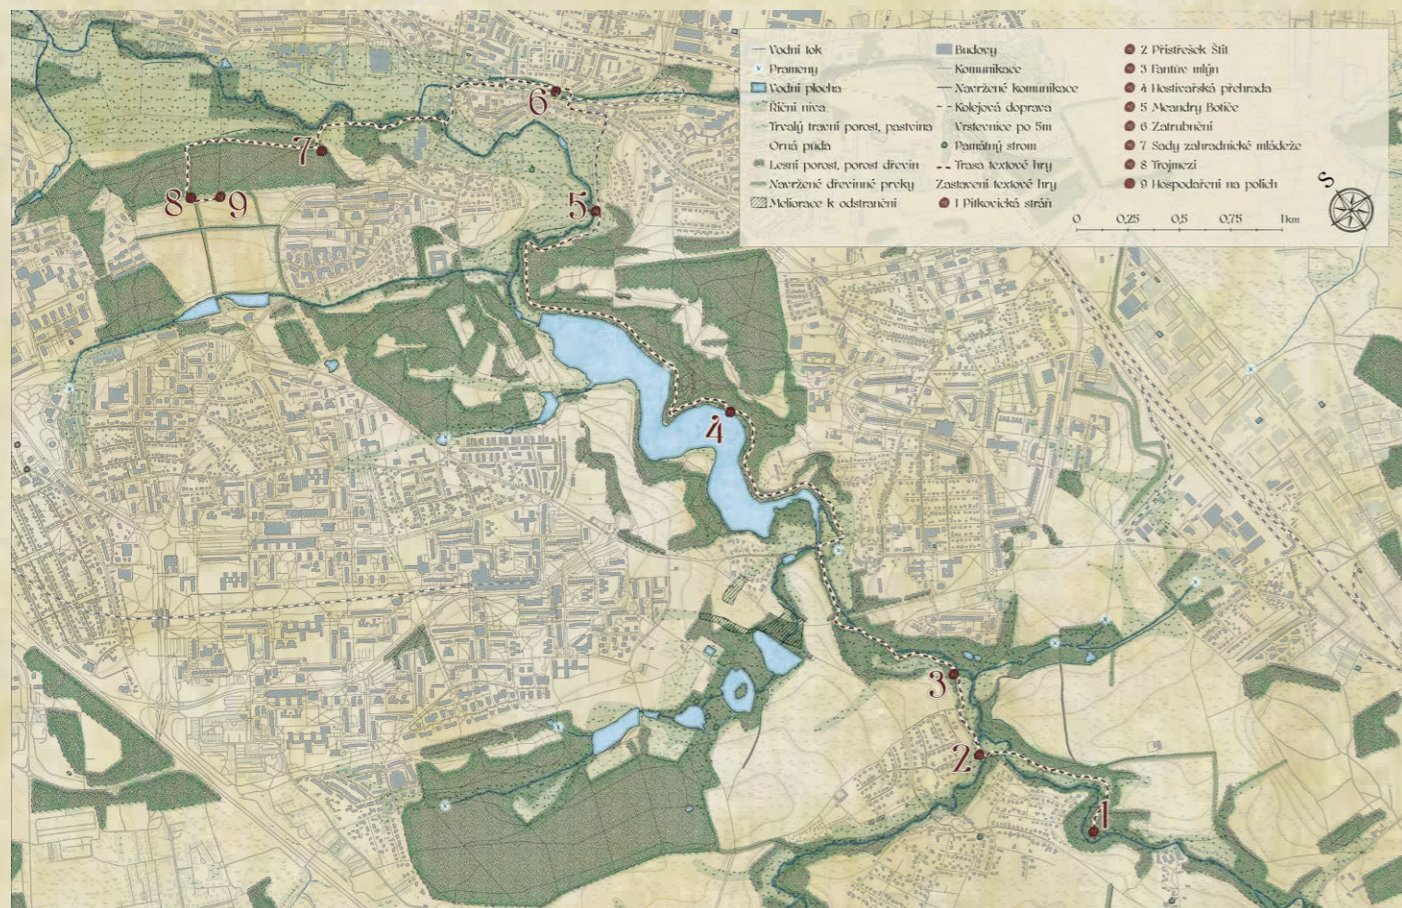 Vodní tok
Prameny
Vodní plocha
Říční niva
Trvalý travní porost, pastvina
Orná půda
Lesní porost, porost dřevin
Navržené dřevinné prvky
Meliorace k odstranění
Budovy
Komunikace
Navržené komunikace
Kolejová doprava
Vrstevnice po 5m
Památný strom
Trasa textové hry
Zastavení textové hry
1 Pitkovická stráň
2 Přístřešek Štít
3 Fantův mlýn
4 Hostivařská přehrada
5 Meandry Botiče
6 Zatrubnění
7 Sady zahradnické mládeže
8 Trojmezí
9 Hospodaření na polích
S
0 0,25 0,5 0,75 1km
6
7
8 9
5
4
3
2
1